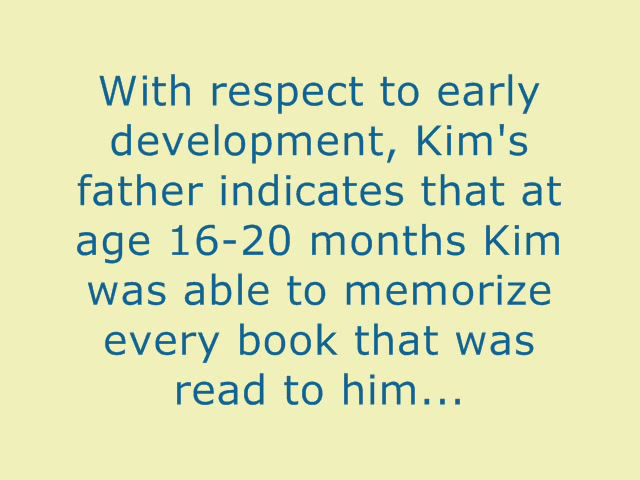 With respect to early
development, Kim's
father indicates that at
age 16-20 months Kim
was able to memorize
every book that was
read to him...